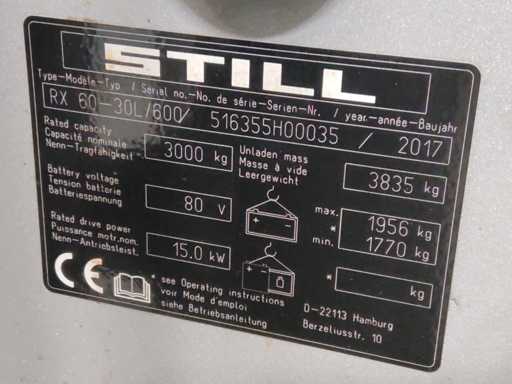 STILL
Type-Modèle-Typ / Serial no.-No. de série-Serien-Nr. / year-année-Baujahr
RX 60-30L/600/ 516355H00035 / 2017
Rated capacity
Capacité nominale
Nenn-Tragfähigkeit
3000 kg
Unladen mass
Masse à vide
Leergewicht
3835 kg
Battery voltage
Tension batterie
Batteriespannung
80 V
max.
*
min.
1956 kg
1770 kg
Rated drive power
Puissance motr.nom.
Nenn-Antriebsleist.
15.0 kW
*
kg
CE
*see Operating instructions
voir Mode d'emploi
siehe Betriebsanleitung
D-22113 Hamburg
Berzeliusstr. 10